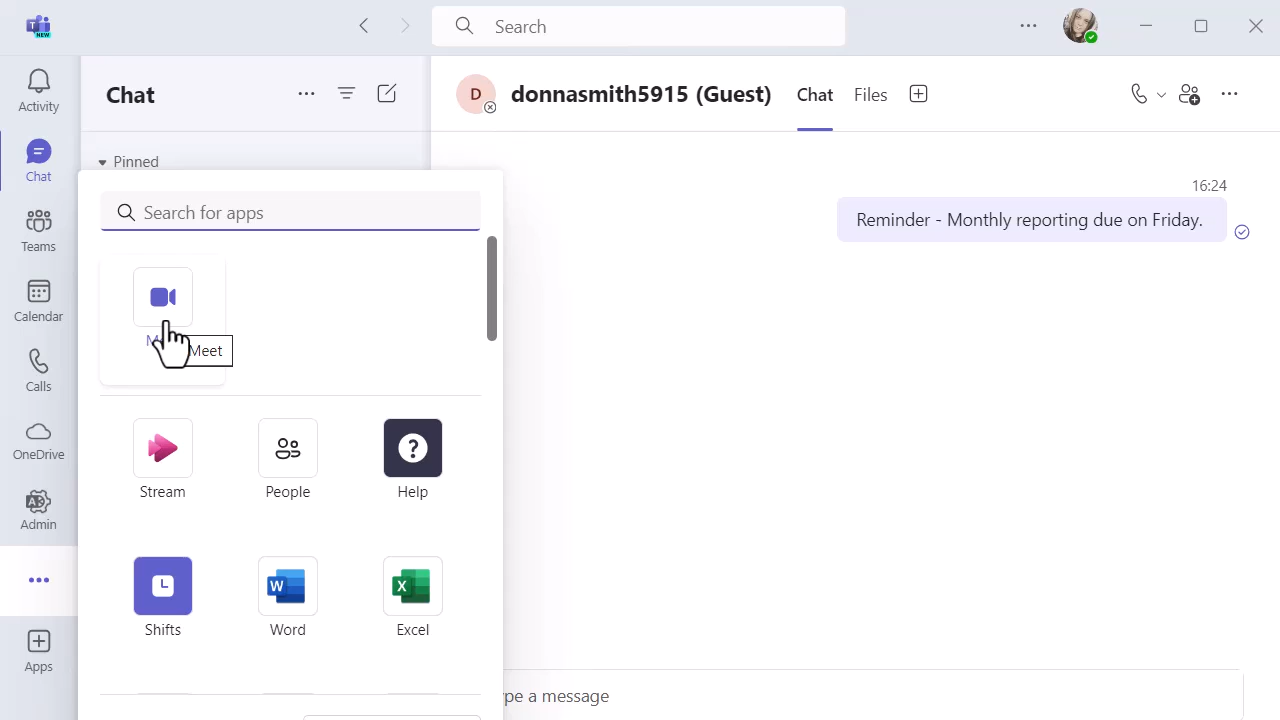 NEW
Search
Activity
Chat
Teams
Calendar
Calls
OneDrive
Admin
Apps
Chat
Pinned
Search for apps
Meet
Stream
People
Help
Shifts
Word
Excel
D
donnasmith5915 (Guest)
Chat
Files
16:24
Reminder - Monthly reporting due on Friday.
a message